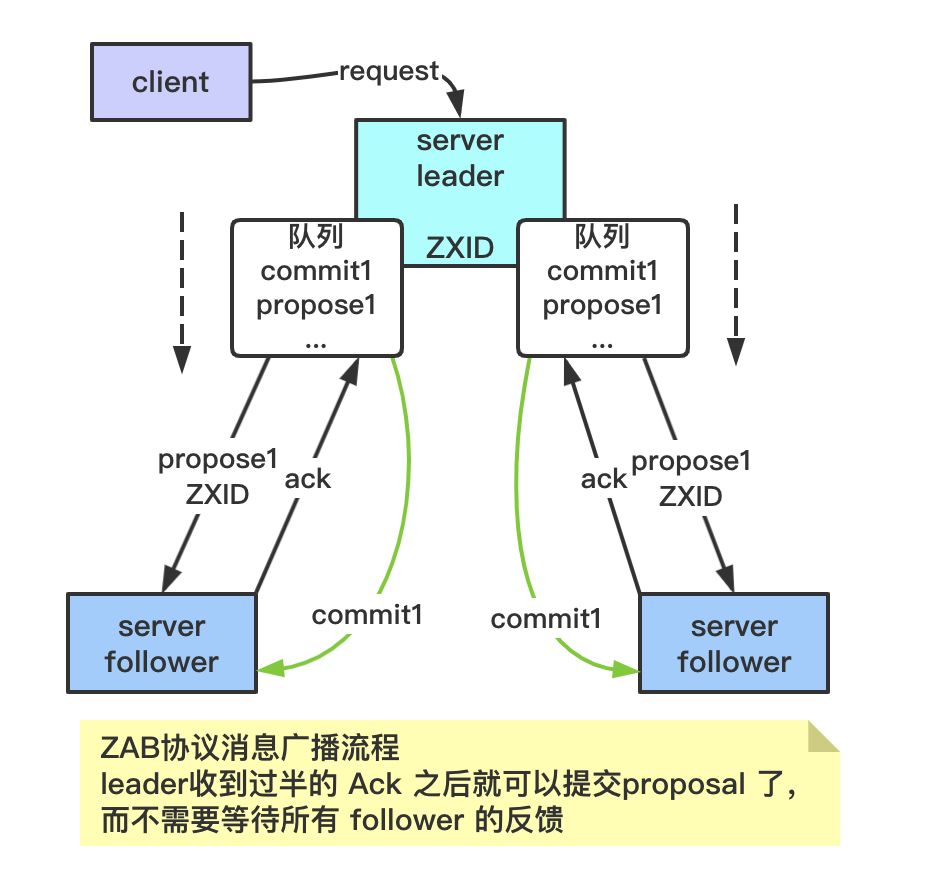 client
request
server
leader
ZXID
队列
commit1
propose1
...
队列
commit1
propose1
...
propose1
ZXID
ack
ack
propose1
ZXID
commit1
commit1
server
follower
server
follower
ZAB协议消息广播流程
leader收到过半的 Ack 之后就可以提交proposal 了，
而不需要等待所有 follower 的反馈